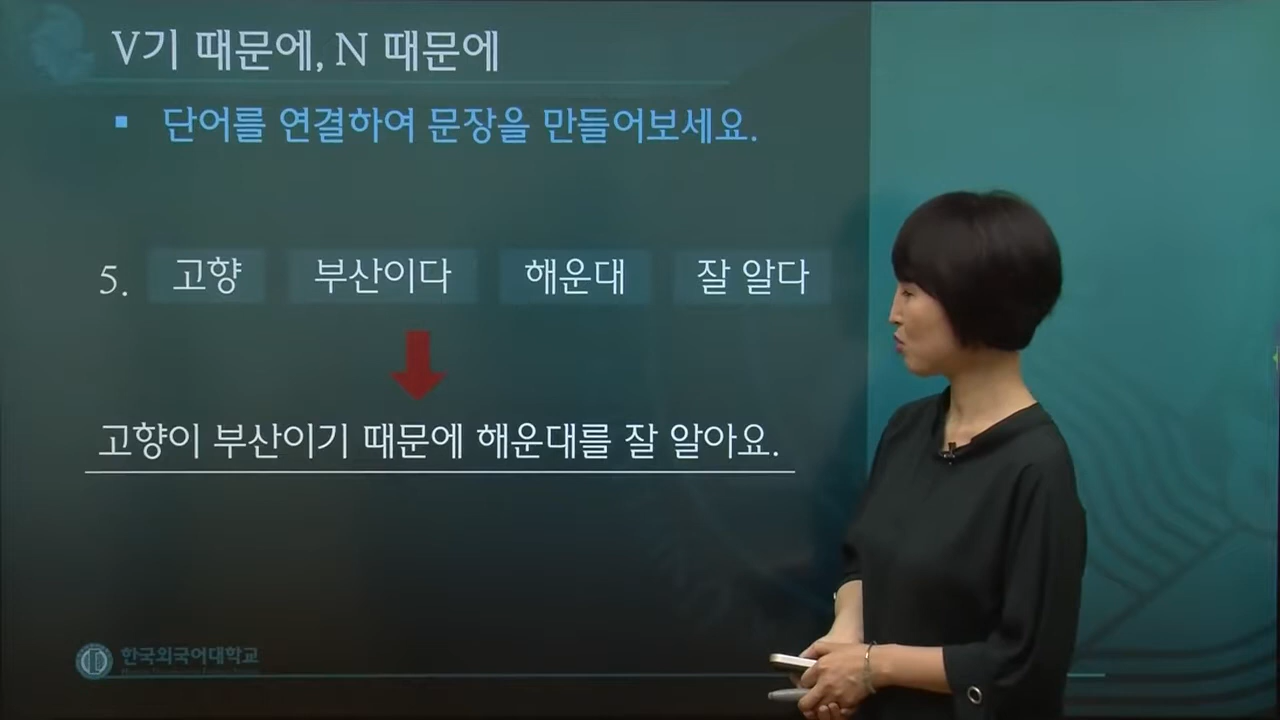 V기 때문에, N 때문에
▪ 단어를 연결하여 문장을 만들어보세요.
5. 고향 부산이다 해운대 잘 알다
고향이 부산이기 때문에 해운대를 잘 알아요.
한국외국어대학교